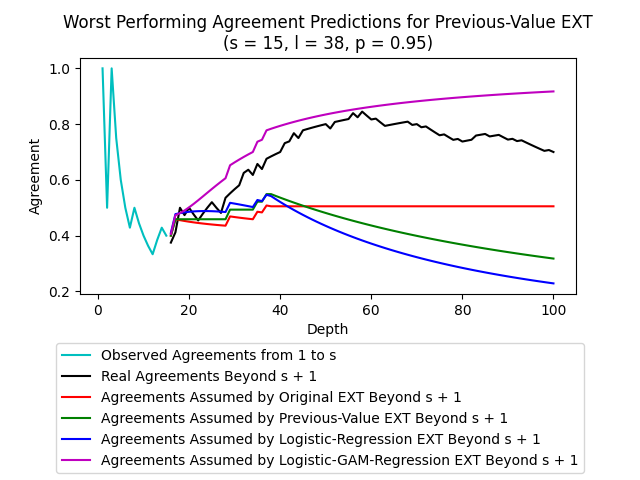 Worst Performing Agreement Predictions for Previous-Value EXT
(s = 15, l = 38, p = 0.95)
1.0
0.8
0.6
0.4
0.2
Agreement
0 20 40 60 80 100
Depth
Observed Agreements from 1 to s
Real Agreements Beyond s + 1
Agreements Assumed by Original EXT Beyond s + 1
Agreements Assumed by Previous-Value EXT Beyond s + 1
Agreements Assumed by Logistic-Regression EXT Beyond s + 1
Agreements Assumed by Logistic-GAM-Regression EXT Beyond s + 1